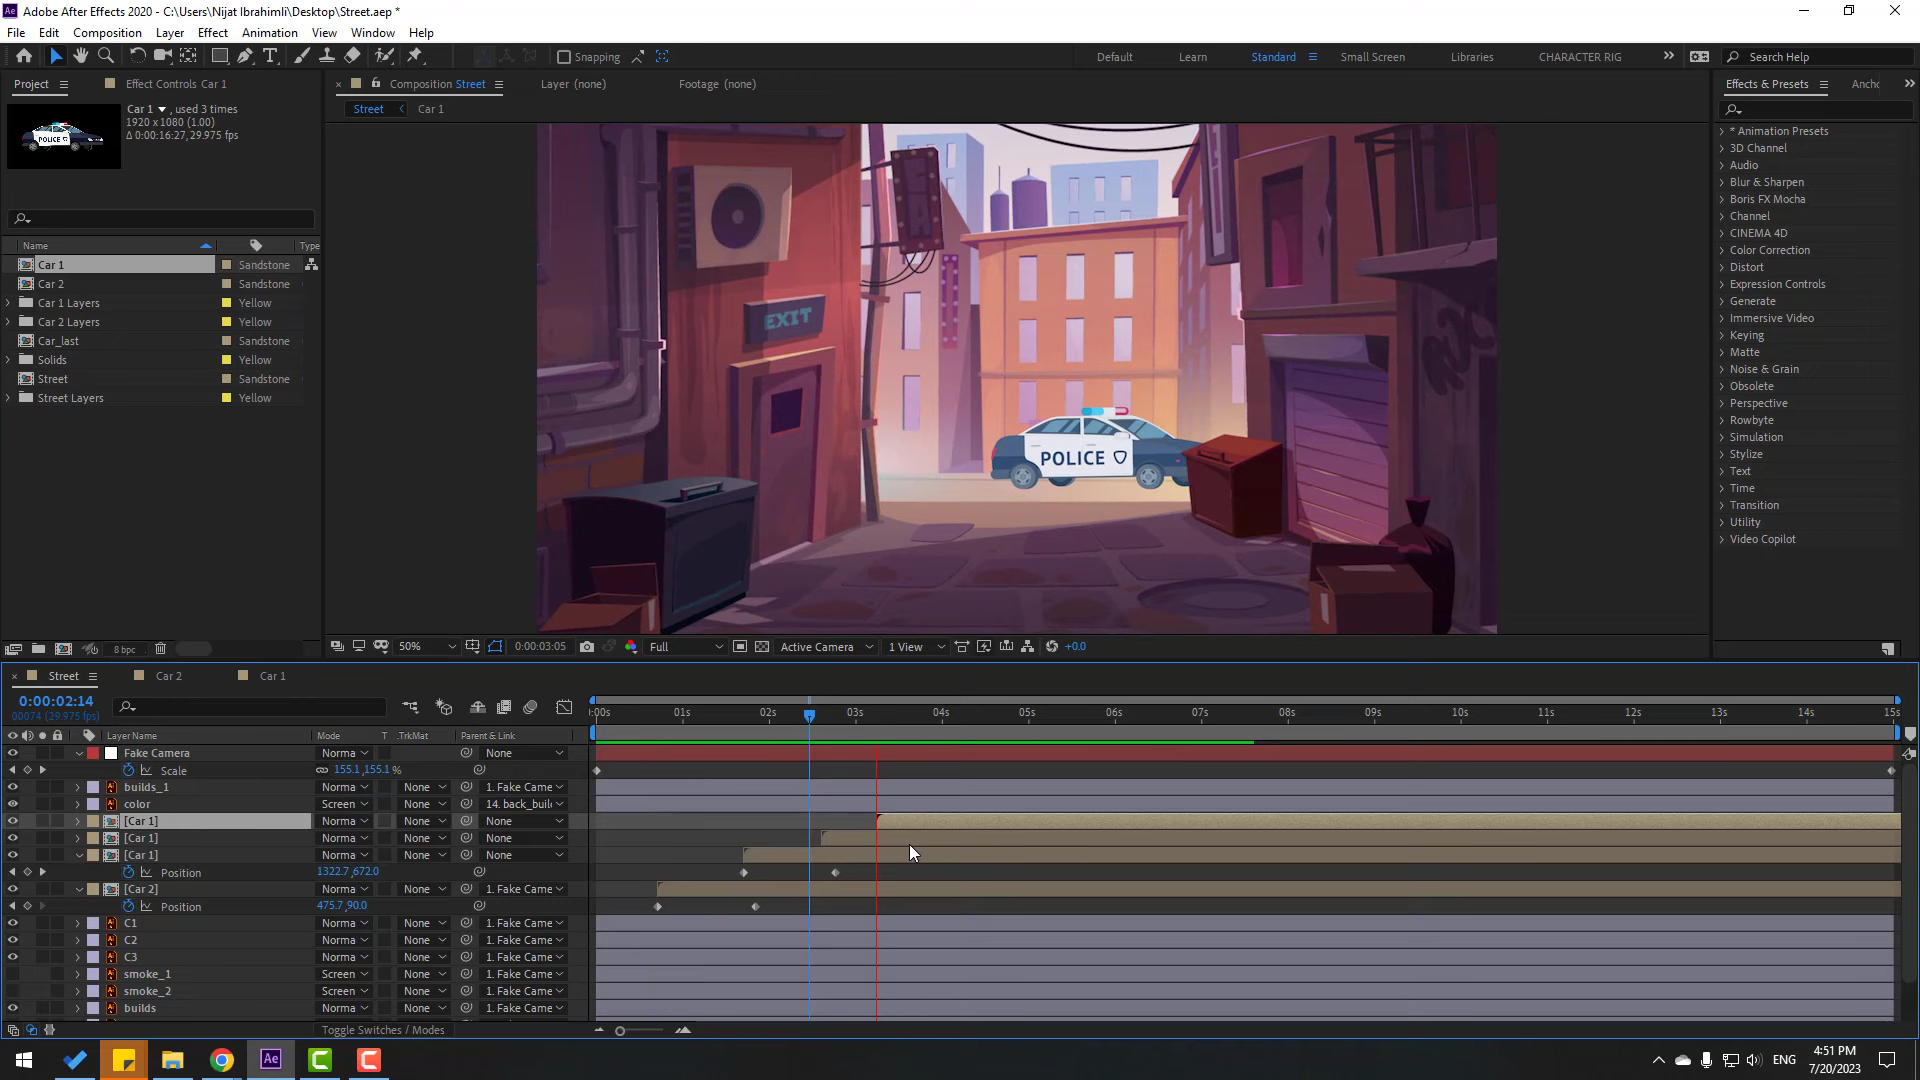 Adobe After Effects 2020 - C:\Users\Nijat Ibrahimli\Desktop\Street.aep *
File Edit Composition Layer Effect Animation View Window Help
Snapping Default Learn Standard Small Screen Libraries CHARACTER RIG Search Help
Project Effect Controls Car 1 Composition Street Layer (none) Footage (none) Effects & Presets Ancho
Car 1 , used 3 times
1920 x 1080 (1.00)
Δ 0:00:16:27, 29.975 fps
Street Car 1
Name Type
Car 1 Sandstone
Car 2 Sandstone
Car 1 Layers Yellow
Car 2 Layers Yellow
Car_last Sandstone
Solids Yellow
Street Sandstone
Street Layers Yellow
EXIT
POLICE
* Animation Presets
3D Channel
Audio
Blur & Sharpen
Boris FX Mocha
Channel
CINEMA 4D
Color Correction
Distort
Expression Controls
Generate
Immersive Video
Keying
Matte
Noise & Grain
Obsolete
Perspective
Rowbyte
Simulation
Stylize
Text
Time
Transition
Utility
Video Copilot
8 bpc 50% 0:00:03:05 Full Active Camera 1 View +0.0
Street Car 2 Car 1
0:00:02:14
00074 (29.975 fps)
:00s 01s 02s 03s 04s 05s 06s 07s 08s 09s 10s 11s 12s 13s 14s 15s
Layer Name Mode T .TrkMat Parent & Link
Fake Camera Norma None
Scale 155.1,155.1 %
builds_1 Norma None 1. Fake Came
color Screen None 14. back_buil
[Car 1] Norma None None
[Car 1] Norma None None
[Car 1] Norma None None
Position 1322.7,672.0
[Car 2] Norma None 1. Fake Came
Position 475.7,90.0
C1 Norma None 1. Fake Came
C2 Norma None 1. Fake Came
C3 Norma None 1. Fake Came
smoke_1 Screen None 1. Fake Came
smoke_2 Screen None 1. Fake Came
builds Norma None 1. Fake Came
Toggle Switches / Modes
Ae ENG 4:51 PM
7/20/2023